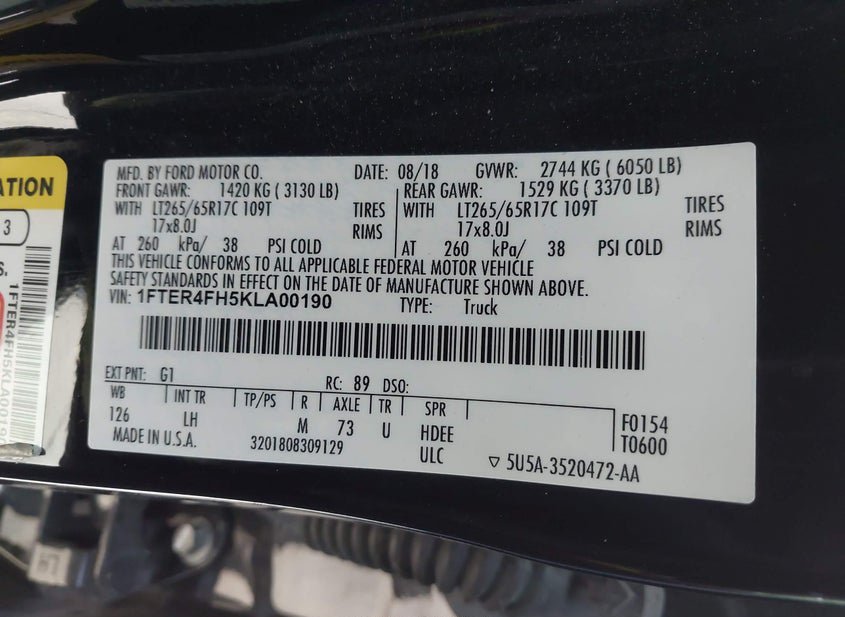 ATION
3
S.
1FTER4FH5KLA00190
MFD. BY FORD MOTOR CO. DATE: 08/18 GVWR: 2744 KG ( 6050 LB)
FRONT GAWR: 1420 KG ( 3130 LB) REAR GAWR: 1529 KG ( 3370 LB)
WITH LT265/65R17C 109T TIRES WITH LT265/65R17C 109T TIRES
17x8.0J RIMS 17x8.0J RIMS
AT 260 kPa/ 38 PSI COLD AT 260 kPa/ 38 PSI COLD
THIS VEHICLE CONFORMS TO ALL APPLICABLE FEDERAL MOTOR VEHICLE
SAFETY STANDARDS IN EFFECT ON THE DATE OF MANUFACTURE SHOWN ABOVE.
VIN: 1FTER4FH5KLA00190 TYPE: Truck
EXT PNT: G1 RC: 89 DSO:
WB INT TR TP/PS R AXLE TR SPR F0154
126 LH M 73 U HDEE T0600
MADE IN U.S.A. 3201808309129 ULC ▽ 5U5A-3520472-AA